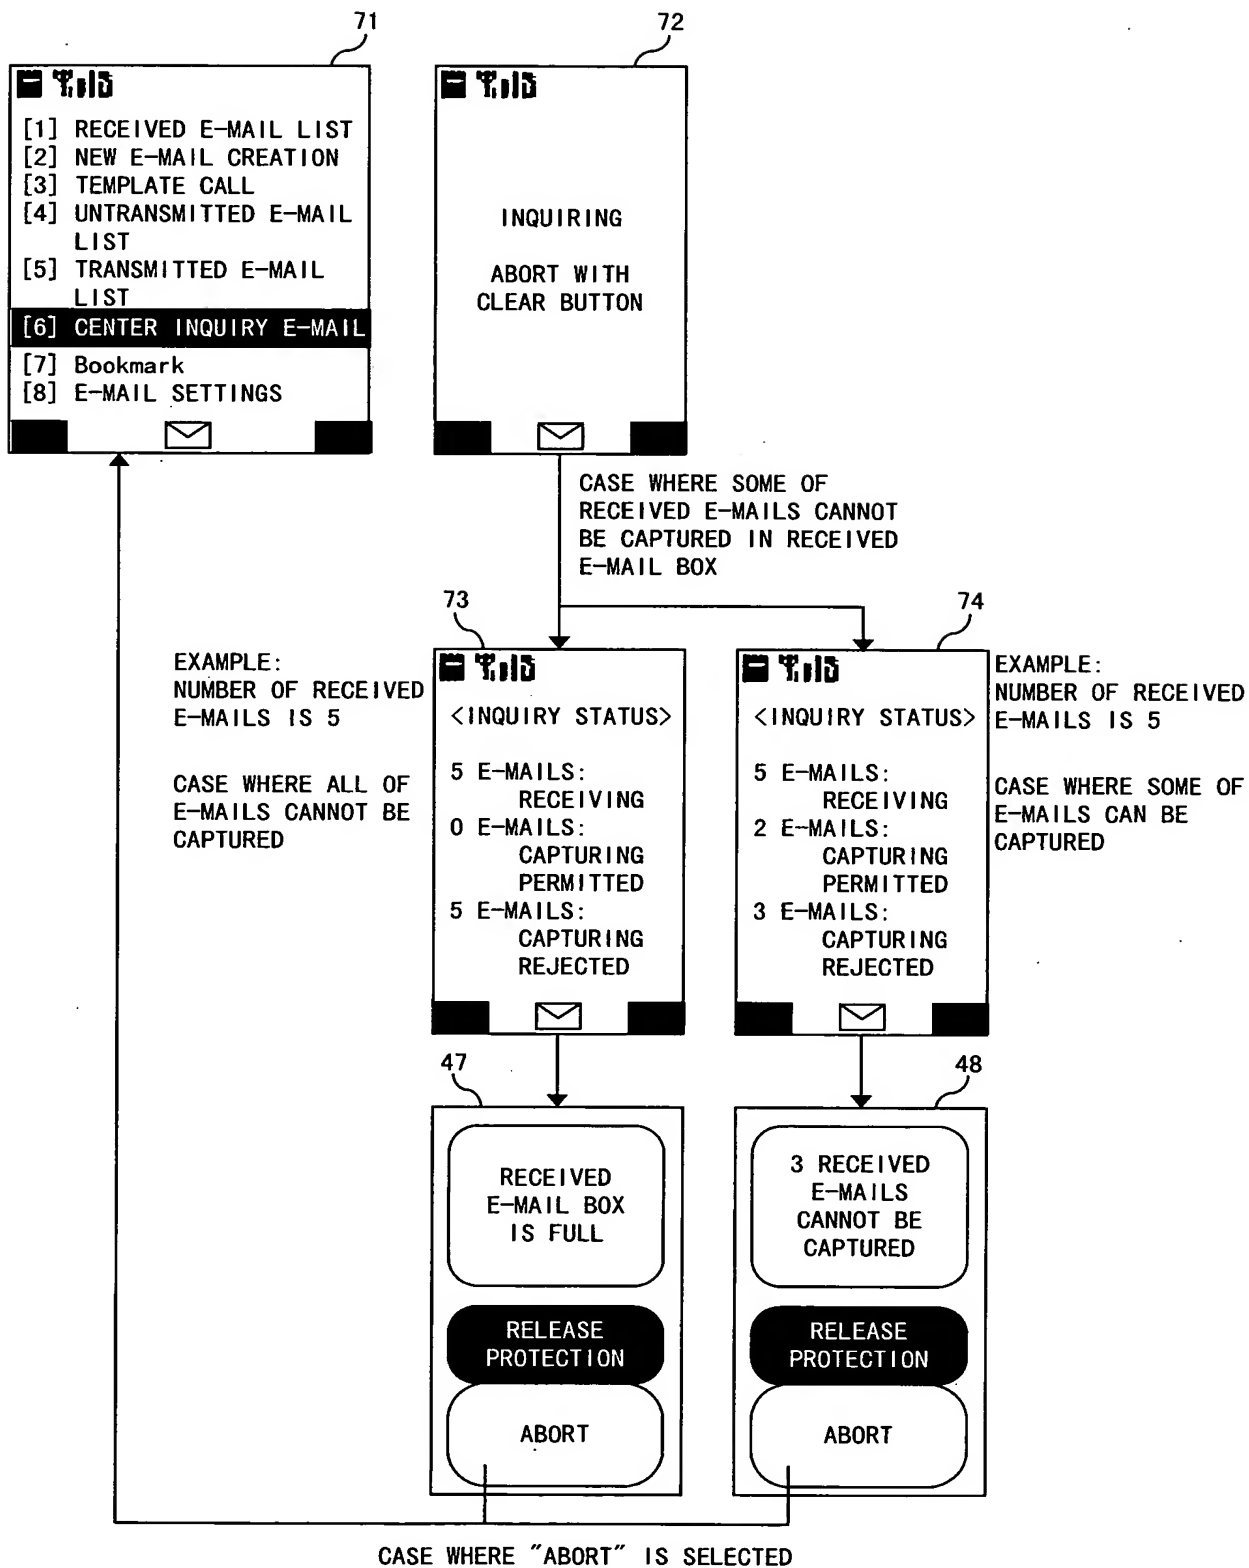 71
[1] RECEIVED E-MAIL LIST
[2] NEW E-MAIL CREATION
[3] TEMPLATE CALL
[4] UNTRANSMITTED E-MAIL
LIST
[5] TRANSMITTED E-MAIL
LIST
[6] CENTER INQUIRY E-MAIL
[7] Bookmark
[8] E-MAIL SETTINGS
72
INQUIRING
ABORT WITH
CLEAR BUTTON
CASE WHERE SOME OF
RECEIVED E-MAILS CANNOT
BE CAPTURED IN RECEIVED
E-MAIL BOX
EXAMPLE:
NUMBER OF RECEIVED
E-MAILS IS 5
CASE WHERE ALL OF
E-MAILS CANNOT BE
CAPTURED
73
<INQUIRY STATUS>
5 E-MAILS:
RECEIVING
0 E-MAILS:
CAPTURING
PERMITTED
5 E-MAILS:
CAPTURING
REJECTED
74
<INQUIRY STATUS>
5 E-MAILS:
RECEIVING
2 E-MAILS:
CAPTURING
PERMITTED
3 E-MAILS:
CAPTURING
REJECTED
EXAMPLE:
NUMBER OF RECEIVED
E-MAILS IS 5
CASE WHERE SOME OF
E-MAILS CAN BE
CAPTURED
47
RECEIVED
E-MAIL BOX
IS FULL
RELEASE
PROTECTION
ABORT
48
3 RECEIVED
E-MAILS
CANNOT BE
CAPTURED
RELEASE
PROTECTION
ABORT
CASE WHERE "ABORT" IS SELECTED